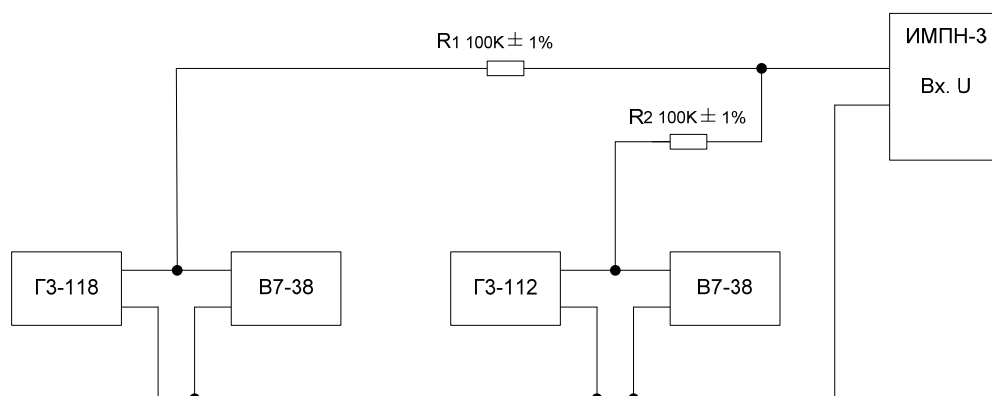 R1 100K ± 1%
ИМПН-3
Вх. U
R2 100K ± 1%
Г3-118
В7-38
Г3-112
В7-38